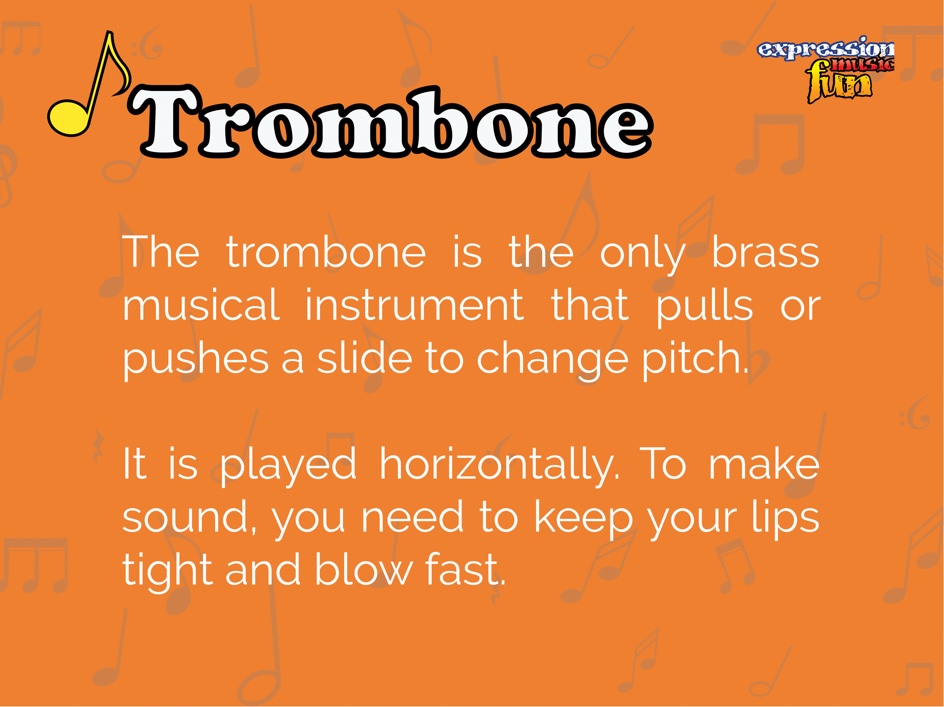 expression
music
fun
Trombone
The trombone is the only brass
musical instrument that pulls or
pushes a slide to change pitch.
It is played horizontally. To make
sound, you need to keep your lips
tight and blow fast.